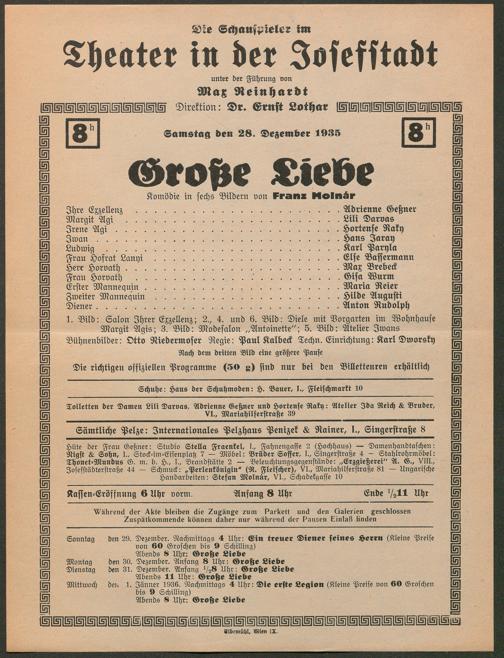 Die Schauspieler im
Theater in der Josefstadt
unter der Führung von
Max Reinhardt
Direktion: Dr. Ernst Lothar
8h 8h
Samstag den 28. Dezember 1935
Große Liebe
Komödie in sechs Bildern von Franz Molnár
Ihre Exzellenz . . . Adrienne Geßner
Margit Agi . . . Lili Darvas
Irene Agi . . . Hortense Raky
Iwan . . . Hans Jaray
Ludwig . . . Karl Paryla
Frau Hofrat Lanyi . . . Else Bassermann
Herr Horvath . . . Max Brebeck
Frau Horvath . . . Gisa Wurm
Erster Mannequin . . . Maria Reier
Zweiter Mannequin . . . Hilde Augusti
Diener . . . Anton Rudolph
1. Bild: Salon Ihrer Exzellenz; 2., 4. und 6. Bild: Diele mit Vorgarten im Wohnhause
Margit Agis; 3. Bild: Modesalon „Antoinette“; 5. Bild: Atelier Iwans
Bühnenbilder: Otto Niedermoser Regie: Paul Kalbeck Techn. Einrichtung: Karl Dworsky
Nach dem dritten Bild eine größere Pause
Die richtigen offiziellen Programme (50 g) sind nur bei den Billetteuren erhältlich
Schuhe: Haus der Schuhmoden: H. Bauer, I., Fleischmarkt 10
Toiletten der Damen Lili Darvas, Adrienne Geßner und Hortense Raky: Atelier Ida Reich & Bruder,
VI., Mariahilferstraße 39
Sämtliche Pelze: Internationales Pelzhaus Penizek & Rainer, I., Singerstraße 8
Hüte der Frau Geßner: Studio Stella Fraenkel, I., Fahnengasse 2 (Hochhaus) — Damenhandtaschen:
Nigst & Sohn, I., Stock-im-Eisenplatz 7 — Möbel: Brüder Soffer, I., Singerstraße 4 — Stahlrohrmöbel:
Thonet-Mundus G. m. b. H., I., Brandstätte 2 — Beleuchtungsgegenstände: „Erzgießerei“ A. G., VIII.,
Josefstädterstraße 44 — Schmuck: „Perlenkönigin“ (R. Fleischer), VI., Mariahilferstraße 81 — Ungarische
Handarbeiten: Stefan Molnár, VI., Schadekgasse 10
Kassen-Eröffnung 6 Uhr vorm. Anfang 8 Uhr Ende ½11 Uhr
Während der Akte bleiben die Zugänge zum Parkett und den Galerien geschlossen
Zuspätkommende können daher nur während der Pausen Einlaß finden
Sonntag den 29. Dezember. Nachmittags 4 Uhr: Ein treuer Diener seines Herrn (Kleine Preise
von 60 Groschen bis 9 Schilling)
Abends 8 Uhr: Große Liebe
Montag den 30. Dezember. Anfang 8 Uhr: Große Liebe
Dienstag den 31. Dezember. Anfang ½8 Uhr: Große Liebe
Abends 11 Uhr: Große Liebe
Mittwoch den 1. Jänner 1936. Nachmittags 4 Uhr: Die erste Legion (Kleine Preise von 60 Groschen
bis 9 Schilling)
Abends 8 Uhr: Große Liebe
Elbemühl, Wien IX.